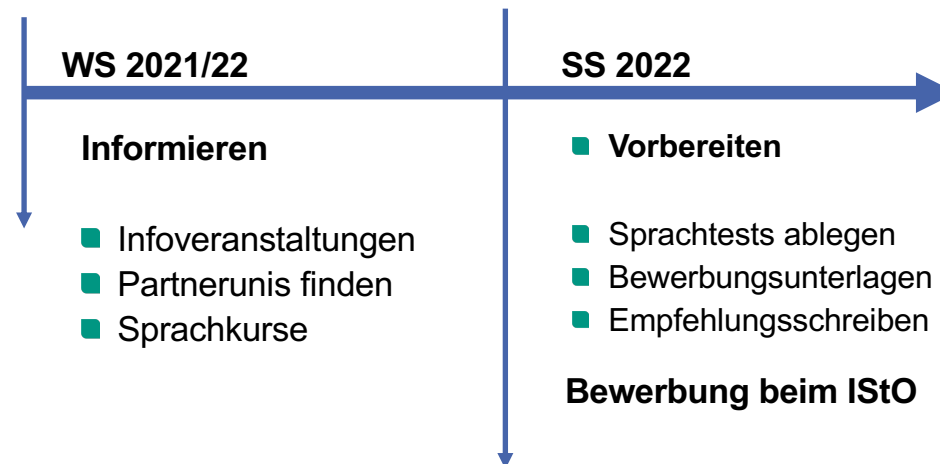 WS 2021/22
Informieren
Infoveranstaltungen
Partnerunis finden
Sprachkurse
SS 2022
Vorbereiten
Sprachtests ablegen
Bewerbungsunterlagen
Empfehlungsschreiben
Bewerbung beim IStO